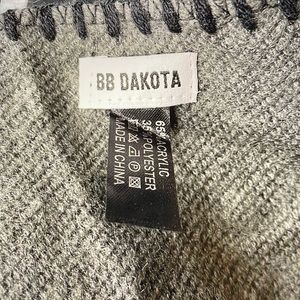 BB DAKOTA
65% ACRYLIC
35% POLYESTER
MADE IN CHINA